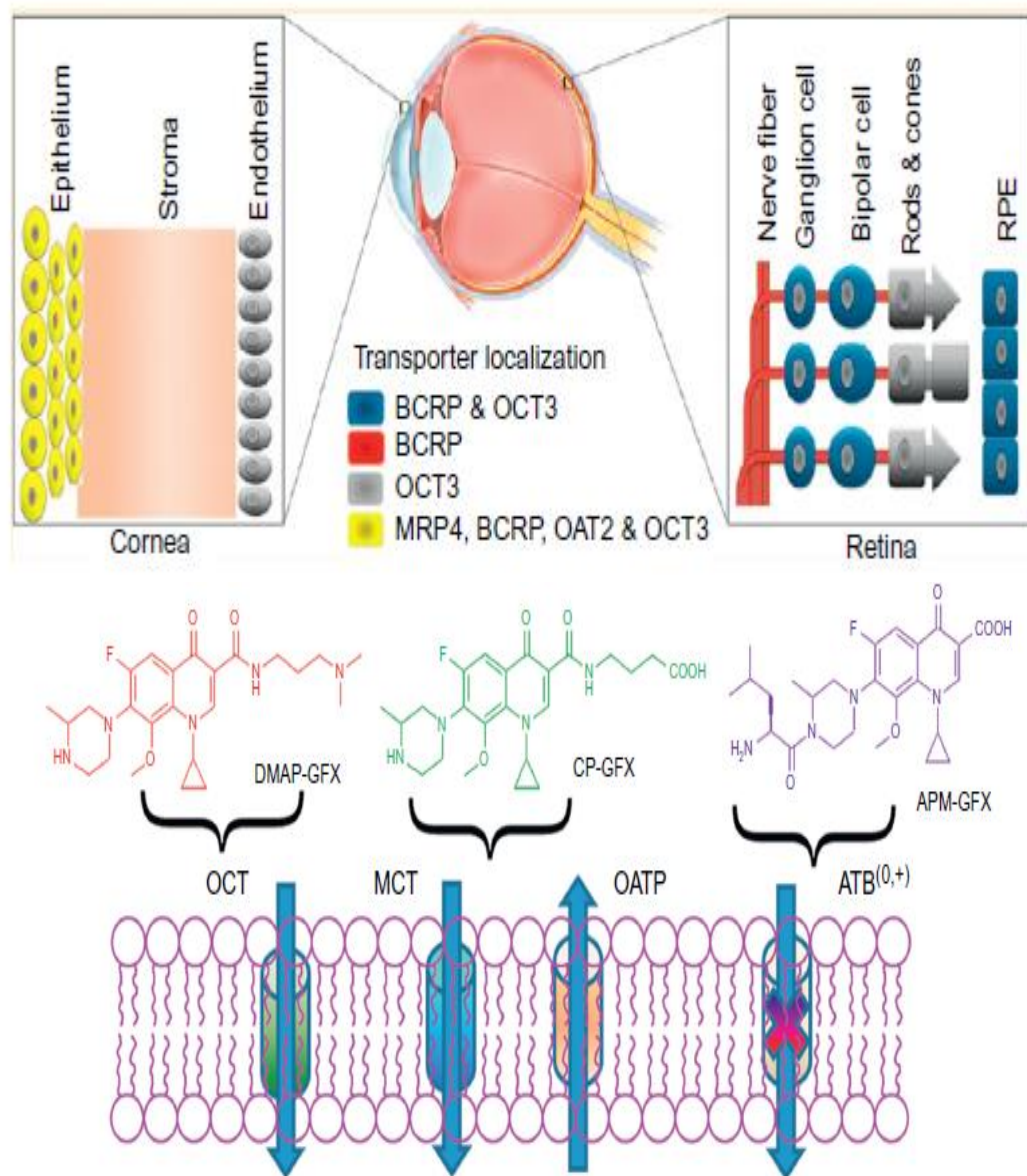 Epithelium
Stroma
Endothelium
Cornea
Nerve fiber
Ganglion cell
Bipolar cell
Rods & cones
RPE
Retina
Transporter localization
BCRP & OCT3
BCRP
OCT3
MRP4, BCRP, OAT2 & OCT3
O
O
F
N
H
N
N
N
HN
O
DMAP-GFX
O
O
F
N
H
COOH
N
N
HN
O
CP-GFX
O
F
COOH
N
N
N
H₂N
O
O
APM-GFX
OCT
MCT
OATP
ATB(0,+)